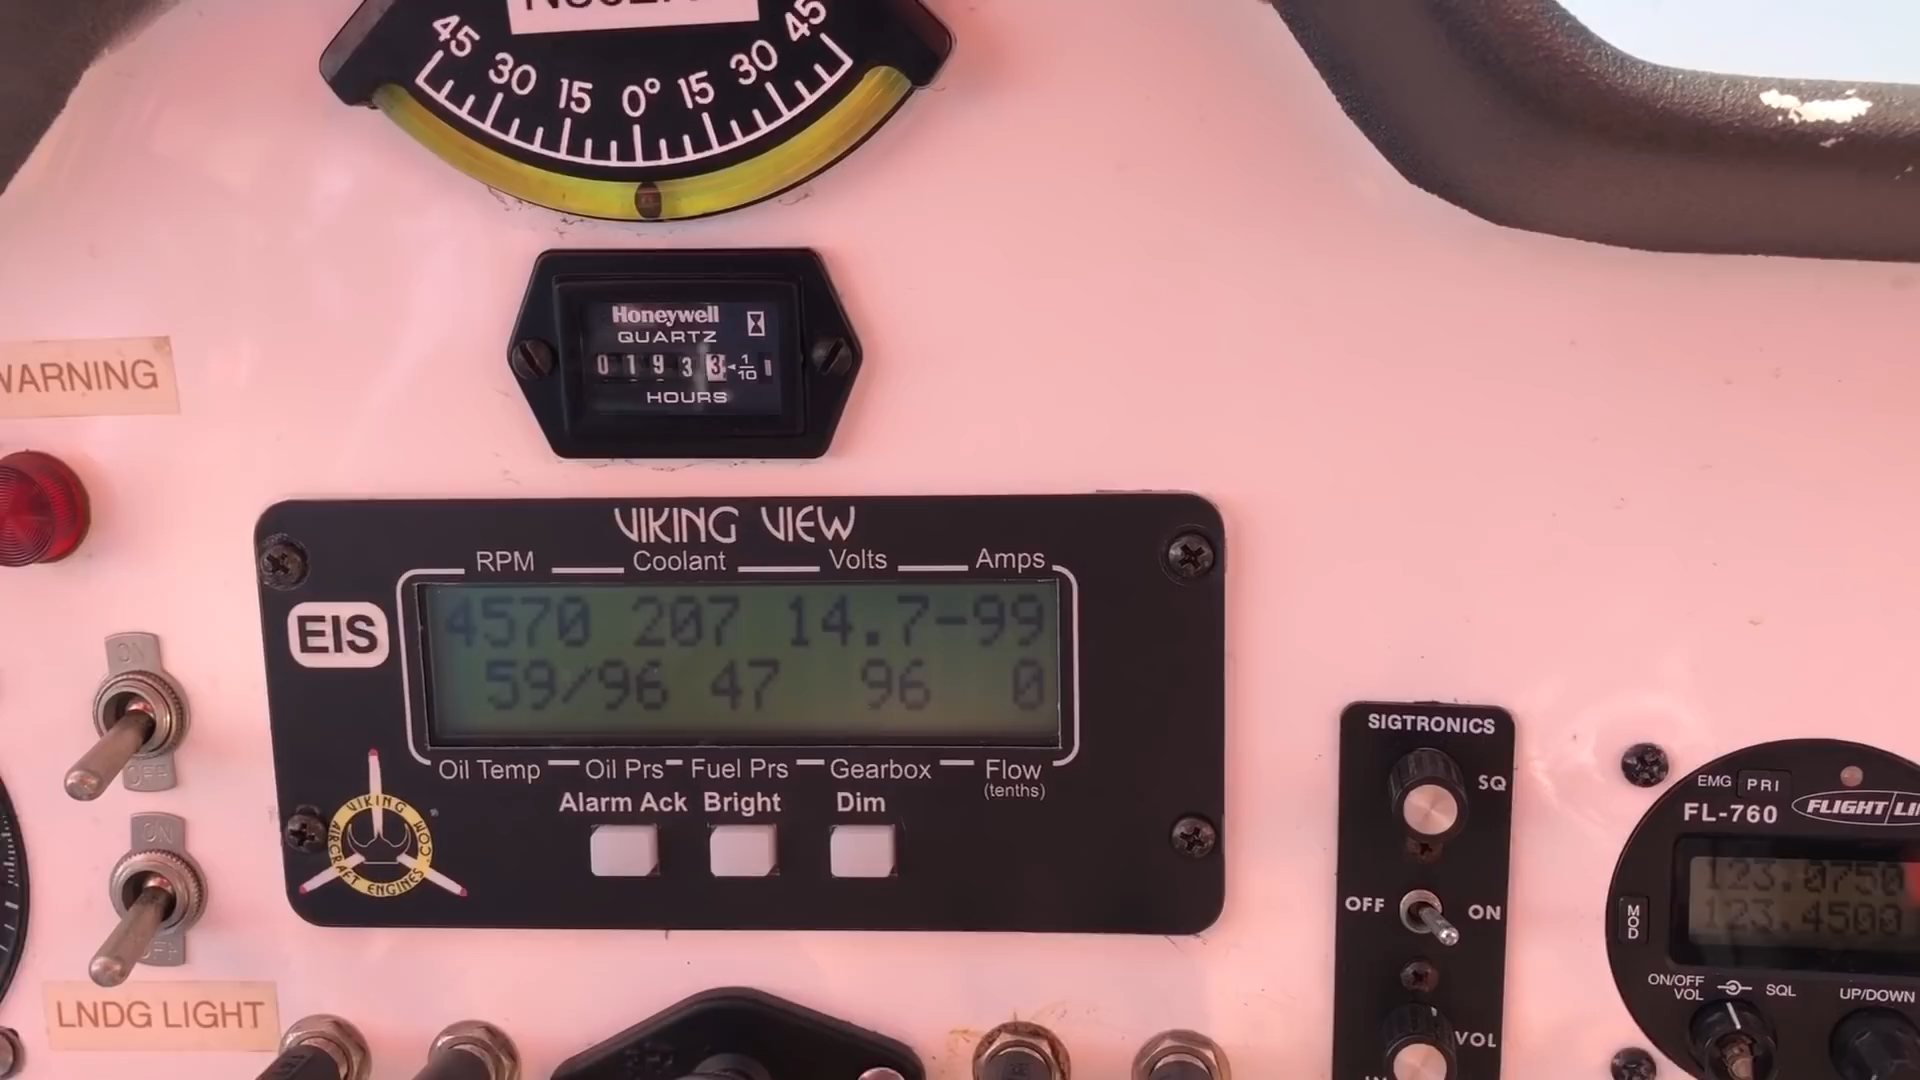 45 30 15 0° 15 30 45
Honeywell
QUARTZ
0 1 9 3 3 1/10
HOURS
WARNING
VIKING VIEW
RPM Coolant Volts Amps
EIS
4570 207 14.7-99
59/96 47 96 0
Oil Temp Oil Prs Fuel Prs Gearbox Flow
(tenths)
Alarm Ack Bright Dim
VIKING
AIRCRAFT ENGINES.COM
ON
OFF
ON
OFF
LNDG LIGHT
SIGTRONICS
SQ
OFF ON
VOL
EMG PRI
FL-760
123.0750
123.4500
MOD
ON/OFF
VOL
SQL
UP/DOWN